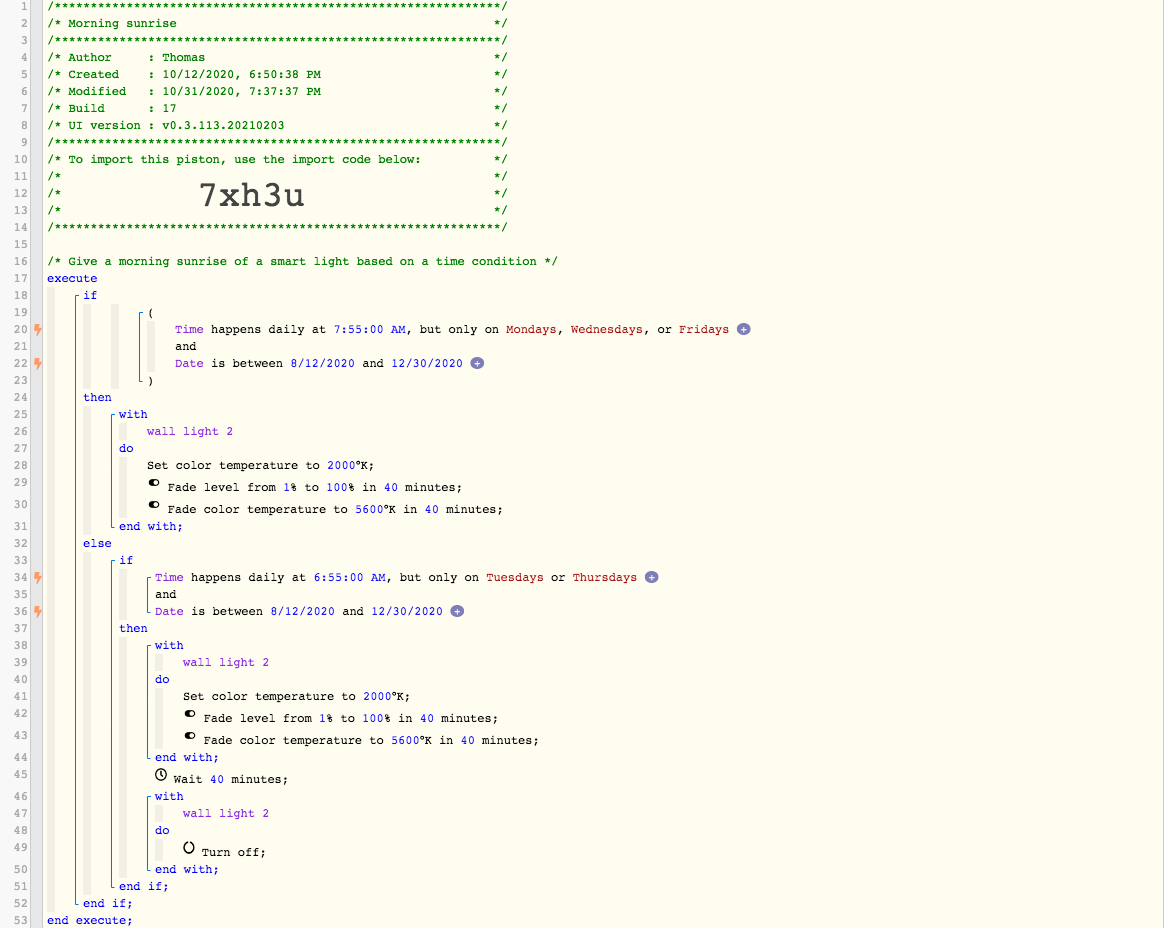 1 /**************************************************************/
2 /* Morning sunrise */
3 /**************************************************************/
4 /* Author : Thomas */
5 /* Created : 10/12/2020, 6:50:38 PM */
6 /* Modified : 10/31/2020, 7:37:37 PM */
7 /* Build : 17 */
8 /* UI version : v0.3.113.20210203 */
9 /**************************************************************/
10 /* To import this piston, use the import code below: */
11 /* */
12 /* 7xh3u */
13 /* */
14 /**************************************************************/
15
16 /* Give a morning sunrise of a smart light based on a time condition */
17 execute
18 if
19 (
20 Time happens daily at 7:55:00 AM, but only on Mondays, Wednesdays, or Fridays +
21 and
22 Date is between 8/12/2020 and 12/30/2020 +
23 )
24 then
25 with
26 wall light 2
27 do
28 Set color temperature to 2000°K;
29 Fade level from 1% to 100% in 40 minutes;
30 Fade color temperature to 5600°K in 40 minutes;
31 end with;
32 else
33 if
34 Time happens daily at 6:55:00 AM, but only on Tuesdays or Thursdays +
35 and
36 Date is between 8/12/2020 and 12/30/2020 +
37 then
38 with
39 wall light 2
40 do
41 Set color temperature to 2000°K;
42 Fade level from 1% to 100% in 40 minutes;
43 Fade color temperature to 5600°K in 40 minutes;
44 end with;
45 Wait 40 minutes;
46 with
47 wall light 2
48 do
49 Turn off;
50 end with;
51 end if;
52 end if;
53 end execute;